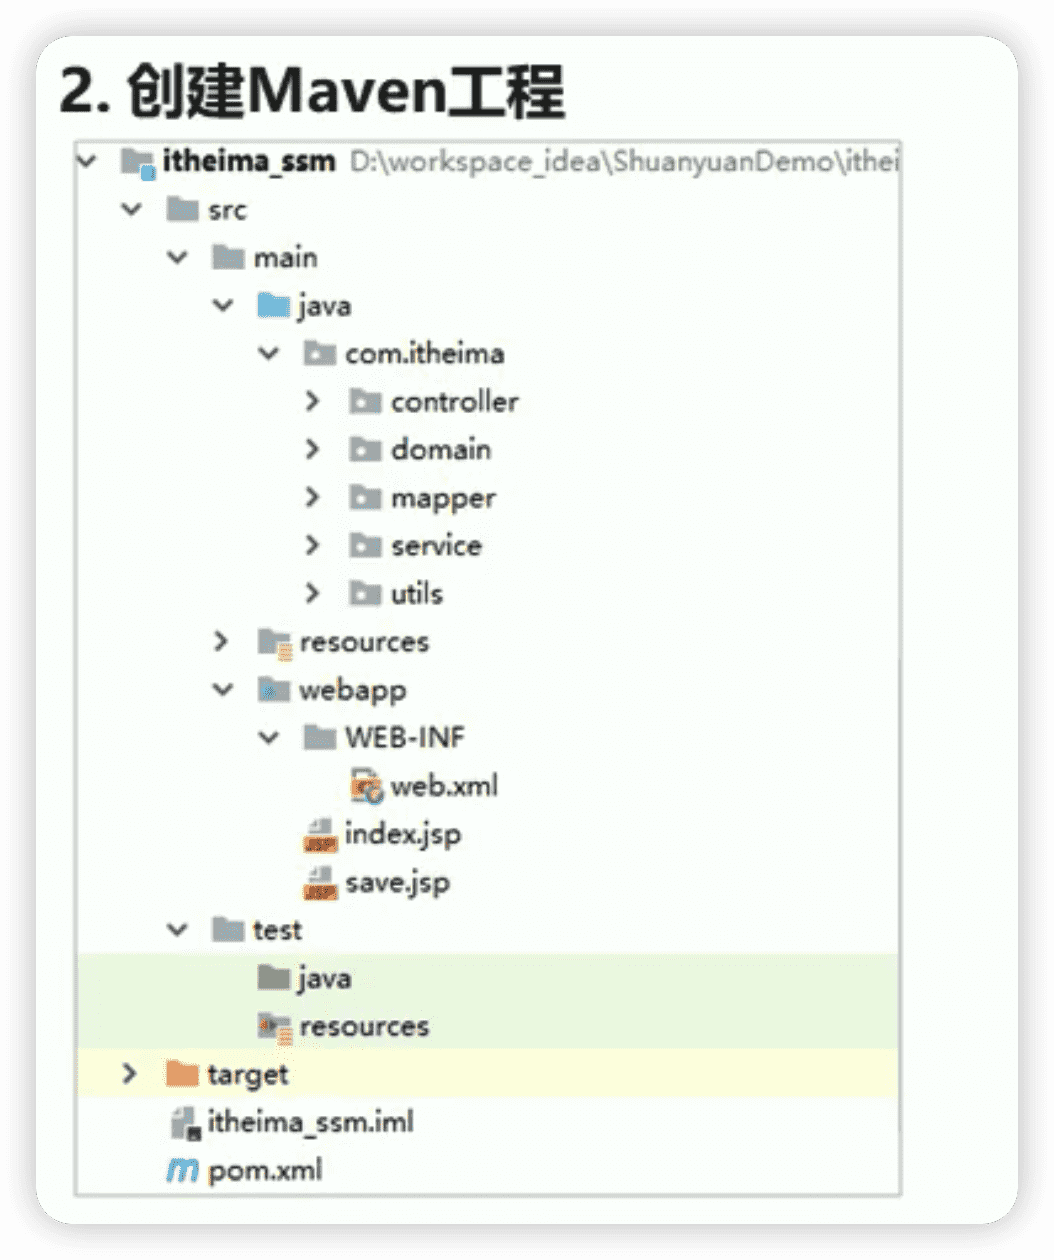 2. 创建Maven工程
itheima_ssm D:\workspace_idea\ShuanyuanDemo\ithei
src
main
java
com.itheima
controller
domain
mapper
service
utils
resources
webapp
WEB-INF
web.xml
index.jsp
save.jsp
test
java
resources
target
itheima_ssm.iml
pom.xml